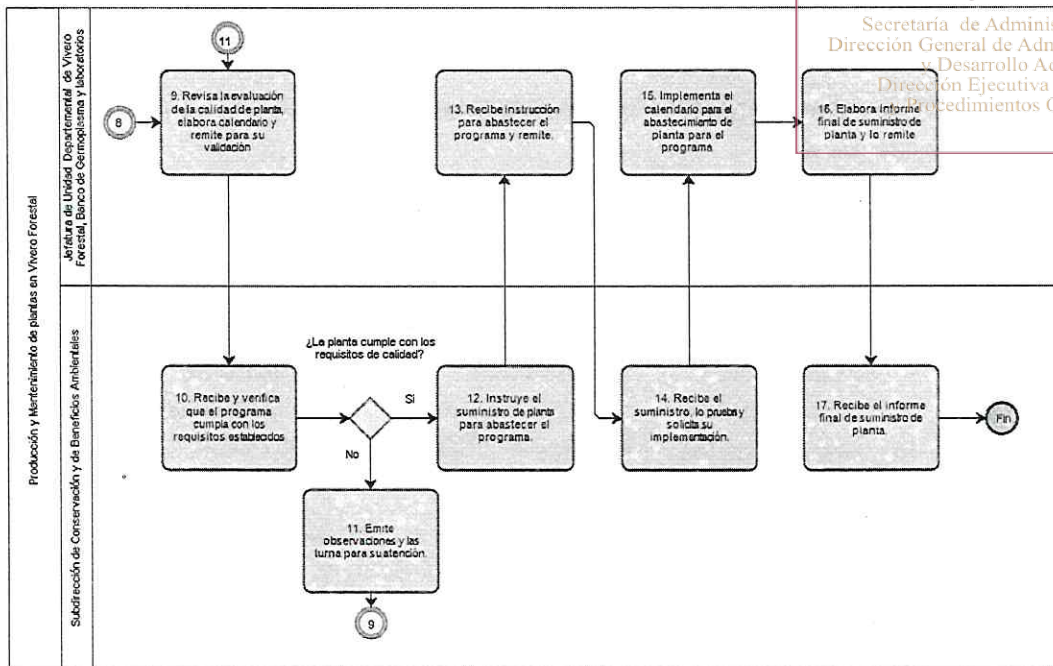 Secretaría de Adminis
Dirección General de Adm
y Desarrollo Ad
Dirección Ejecutiva
Procedimientos O
Producción y Mantenimiento de plantas en Vivero Forestal
Jefatura de Unidad Departamental de Vivero
Forestal, Banco de Germoplasma y laboratorios
11
8
9. Revisa la evaluación
de la calidad de planta,
elabora calendario y
remite para su
validación
13. Recibe instrucción
para abastecer el
programa y remite.
15. Implementa el
calendario para el
abastecimiento de
planta para el
programa
16. Elabora informe
final de suministro de
planta y lo remite
Subdirección de Conservación y de Beneficios Ambientales
10. Recibe y verifica
que el programa
cumpla con los
requisitos establecidos
¿La planta cumple con los
requisitos de calidad?
Si
No
12. Instruye el
suministro de planta
para abastecer el
programa.
14. Recibe el
suministro, lo prueba y
solicita su
implementación.
17. Recibe el informe
final de suministro de
planta.
Fin
11. Emite
observaciones y las
turna para su atención.
9